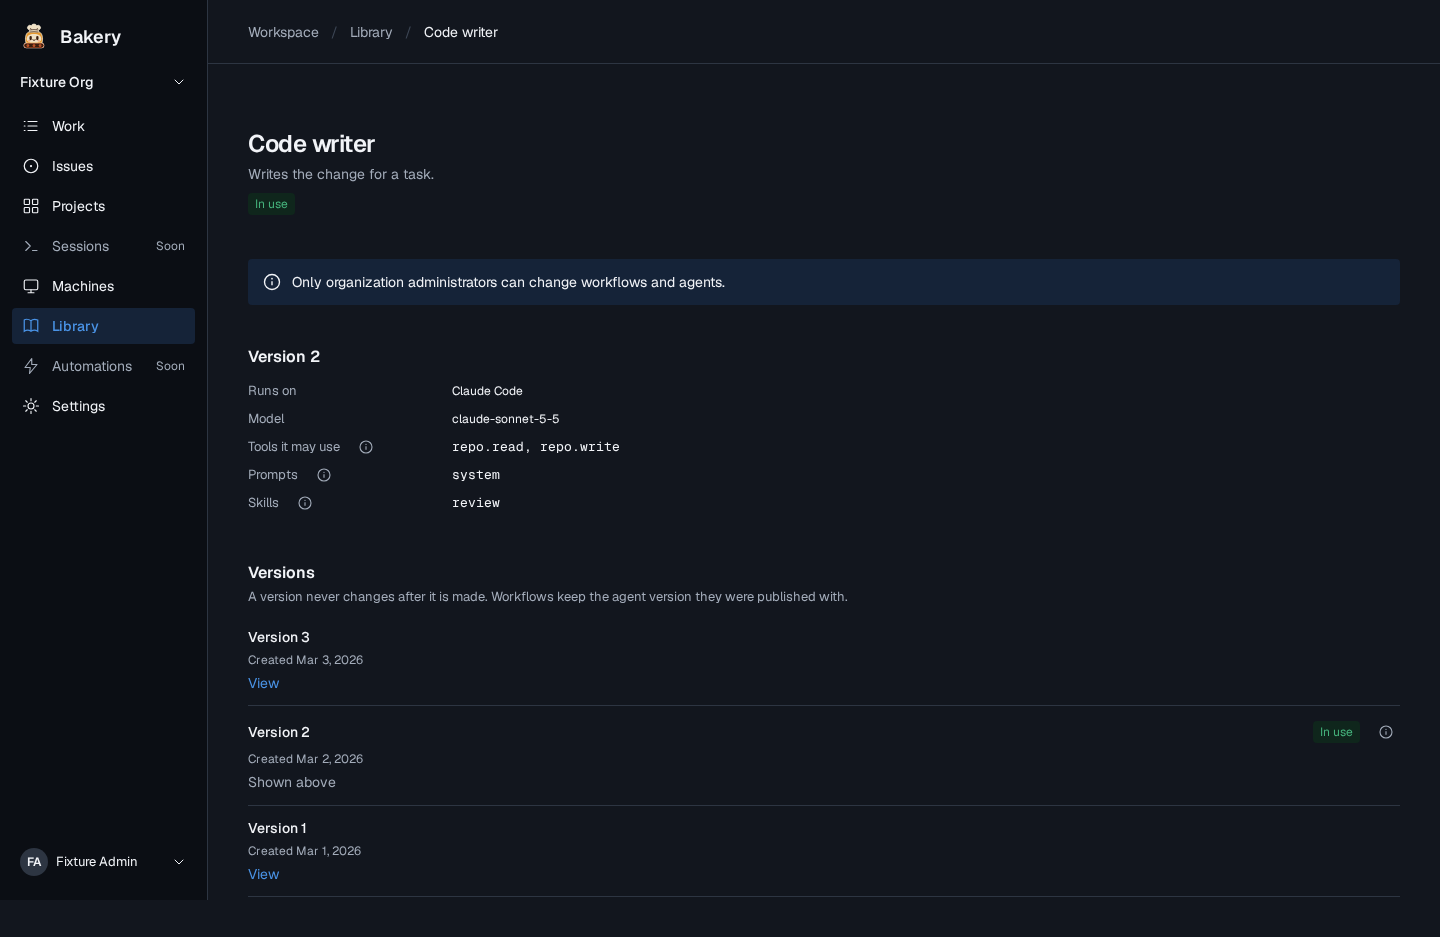 Bakery
Fixture Org
Work
Issues
Projects
Sessions Soon
Machines
Library
Automations Soon
Settings
FA Fixture Admin
Workspace / Library / Code writer
Code writer
Writes the change for a task.
In use
Only organization administrators can change workflows and agents.
Version 2
Runs on Claude Code
Model claude-sonnet-5-5
Tools it may use repo.read, repo.write
Prompts system
Skills review
Versions
A version never changes after it is made. Workflows keep the agent version they were published with.
Version 3
Created Mar 3, 2026
View
Version 2 In use
Created Mar 2, 2026
Shown above
Version 1
Created Mar 1, 2026
View